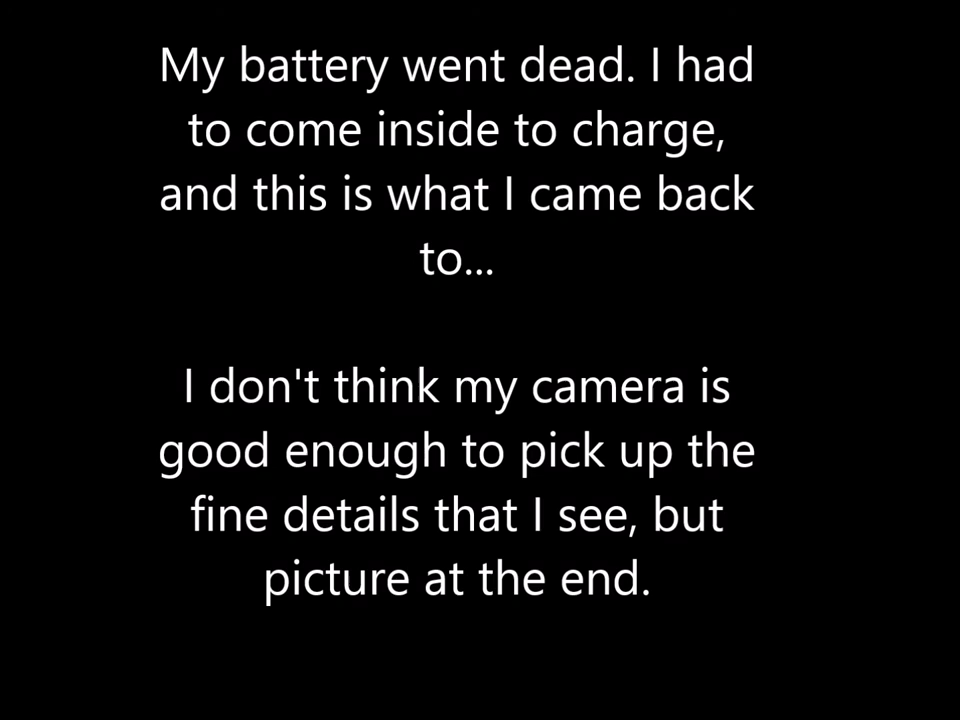 My battery went dead. I had
to come inside to charge,
and this is what I came back
to...
I don't think my camera is
good enough to pick up the
fine details that I see, but
picture at the end.